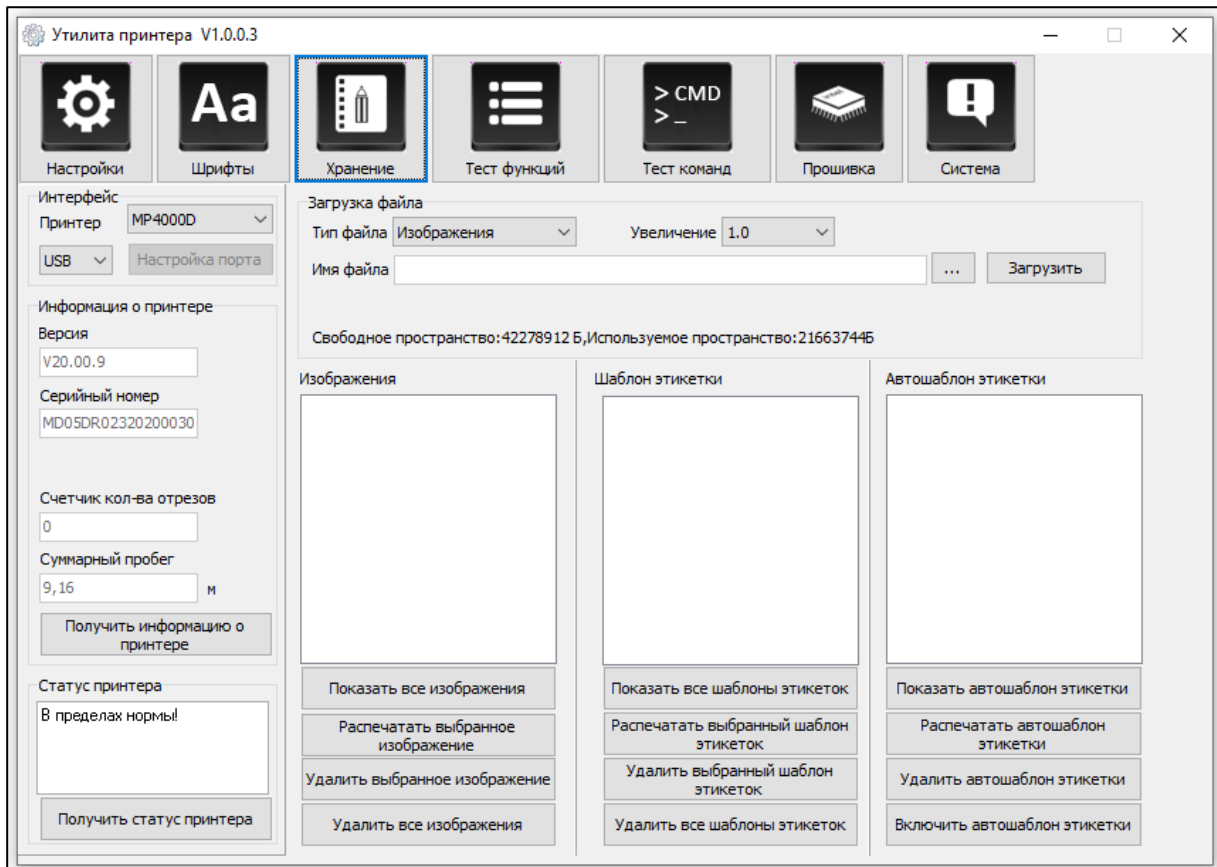 Утилита принтера V1.0.0.3
Aa
> CMD
> _
Настройки
Шрифты
Хранение
Тест функций
Тест команд
Прошивка
Система
Интерфейс
Принтер MP4000D
USB Настройка порта
Информация о принтере
Версия
V20.00.9
Серийный номер
MD05DR02320200030
Счетчик кол-ва отрезов
0
Суммарный пробег
9,16 м
Получить информацию о
принтере
Статус принтера
В пределах нормы!
Получить статус принтера
Загрузка файла
Тип файла Изображения Увеличение 1.0
Имя файла ... Загрузить
Свободное пространство:42278912 Б,Используемое пространство:21663744Б
Изображения
Показать все изображения
Распечатать выбранное
изображение
Удалить выбранное изображение
Удалить все изображения
Шаблон этикетки
Показать все шаблоны этикеток
Распечатать выбранный шаблон
этикеток
Удалить выбранный шаблон
этикеток
Удалить все шаблоны этикеток
Автошаблон этикетки
Показать автошаблон этикетки
Распечатать автошаблон
этикетки
Удалить автошаблон этикетки
Включить автошаблон этикетки